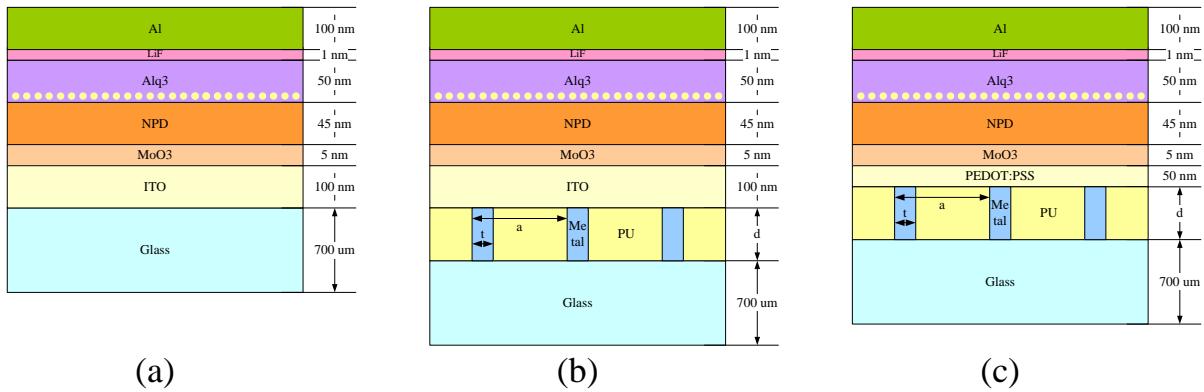 Al
100 nm
LiF
1 nm
Alq3
50 nm
NPD
45 nm
MoO3
5 nm
ITO
100 nm
Glass
700 um
(a)
Al
100 nm
LiF
1 nm
Alq3
50 nm
NPD
45 nm
MoO3
5 nm
ITO
100 nm
a
t
Me
tal
PU
d
Glass
700 um
(b)
Al
100 nm
LiF
1 nm
Alq3
50 nm
NPD
45 nm
MoO3
5 nm
PEDOT:PSS
50 nm
a
t
Me
tal
PU
d
Glass
700 um
(c)